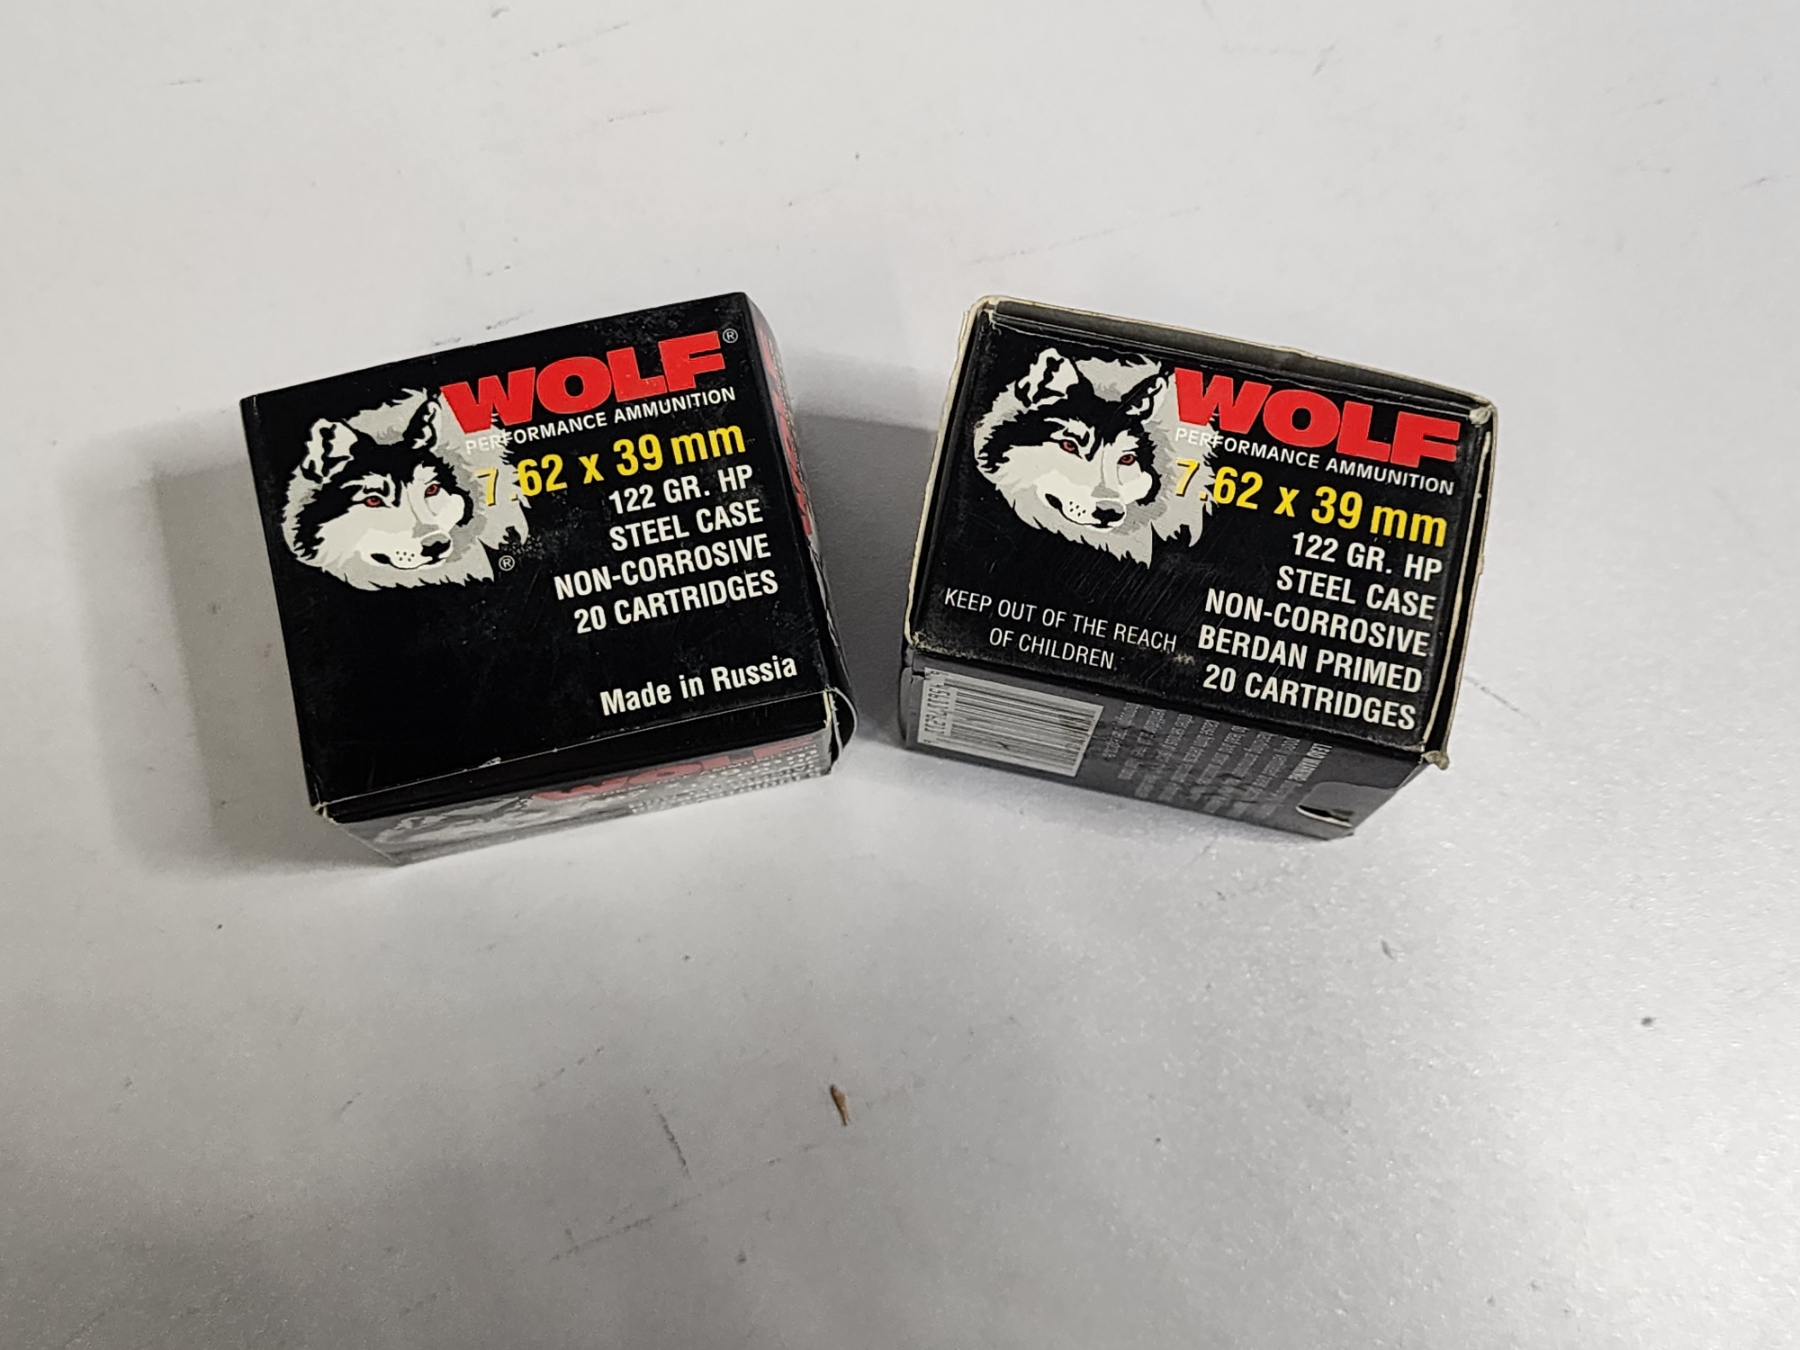 WOLF®
PERFORMANCE AMMUNITION
7.62 x 39 mm
122 GR. HP
STEEL CASE
NON-CORROSIVE
20 CARTRIDGES
®
Made in Russia
WOLF
WOLF
PERFORMANCE AMMUNITION
7.62 x 39 mm
122 GR. HP
STEEL CASE
NON-CORROSIVE
BERDAN PRIMED
20 CARTRIDGES
KEEP OUT OF THE REACH
OF CHILDREN